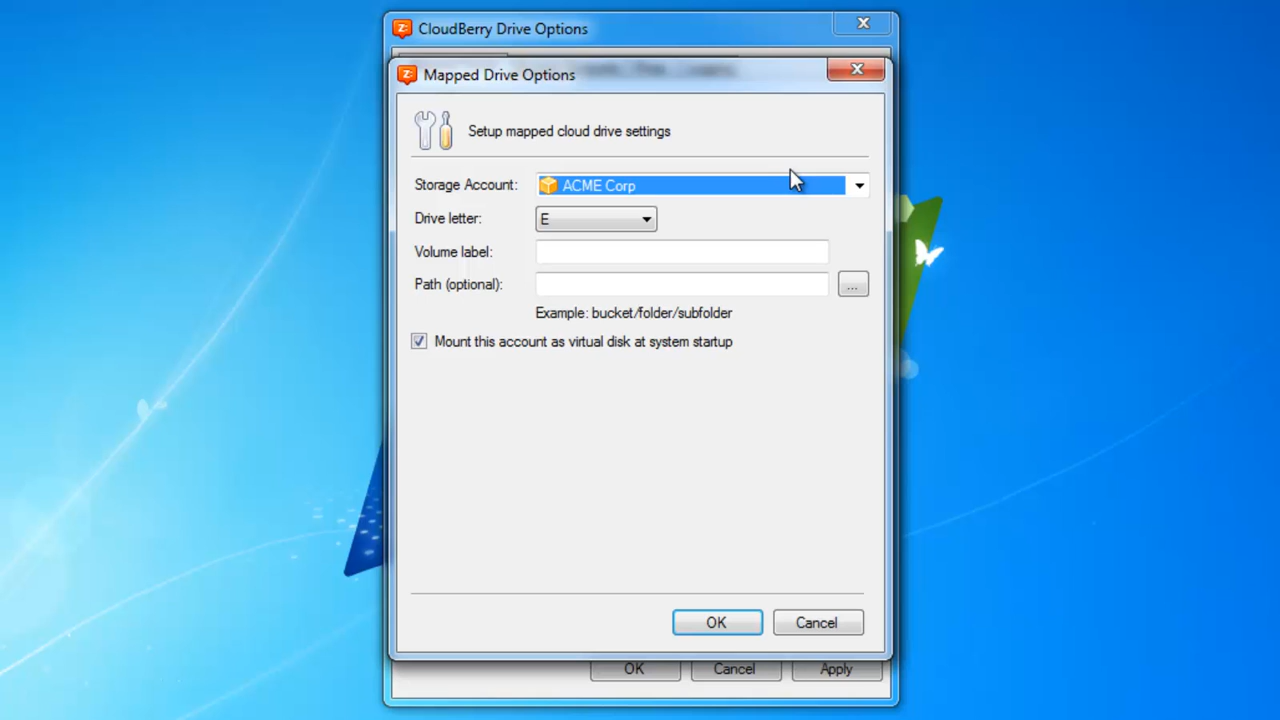 CloudBerry Drive Options
Mapped Drive Options
Setup mapped cloud drive settings
Storage Account: ACME Corp
Drive letter: E
Volume label:
Path (optional): ...
Example: bucket/folder/subfolder
Mount this account as virtual disk at system startup
OK Cancel
OK Cancel Apply